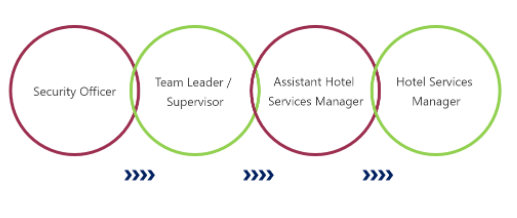 Security Officer
Team Leader /
Supervisor
Assistant Hotel
Services Manager
Hotel Services
Manager